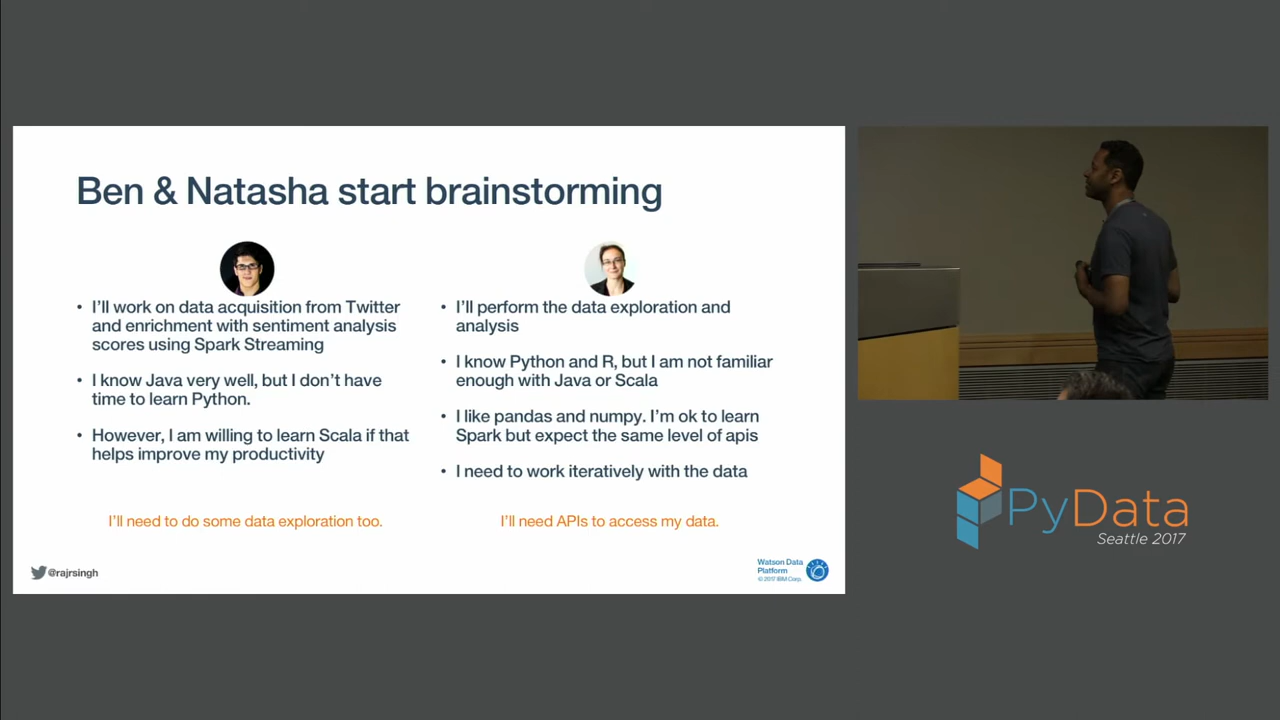 Ben & Natasha start brainstorming
• I'll work on data acquisition from Twitter
and enrichment with sentiment analysis
scores using Spark Streaming
• I know Java very well, but I don't have
time to learn Python.
• However, I am willing to learn Scala if that
helps improve my productivity
I'll need to do some data exploration too.
• I'll perform the data exploration and
analysis
• I know Python and R, but I am not familiar
enough with Java or Scala
• I like pandas and numpy. I'm ok to learn
Spark but expect the same level of apis
• I need to work iteratively with the data
I'll need APIs to access my data.
@rajrsingh
Watson Data
Platform
© 2017 IBM Corp.
PyData
Seattle 2017